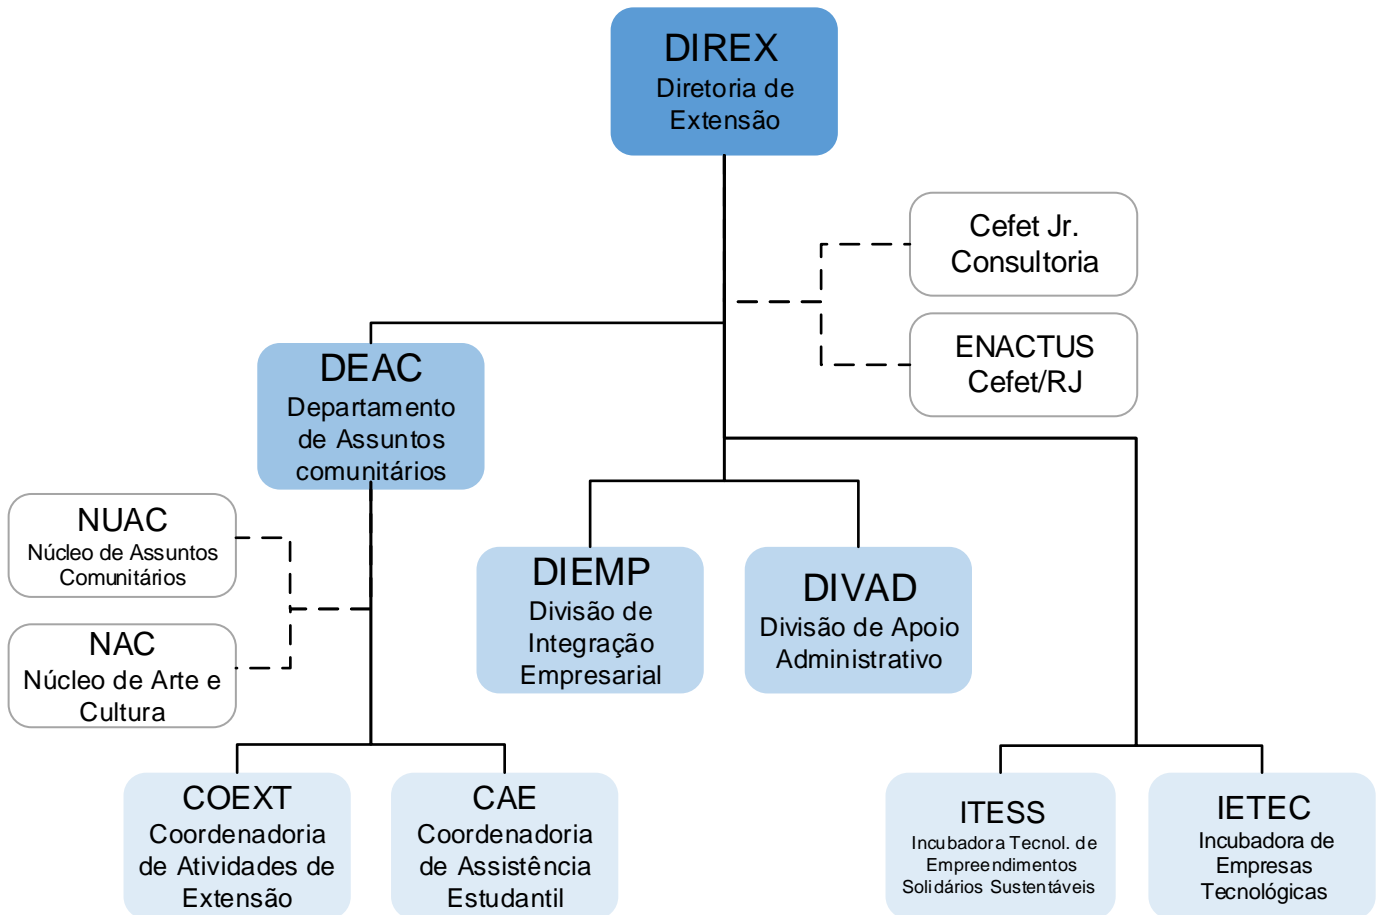 DIREX
Diretoria de
Extensão
Cefet Jr.
Consultoria
ENACTUS
Cefet/RJ
DEAC
Departamento
de Assuntos
comunitários
NUAC
Núcleo de Assuntos
Comunitários
NAC
Núcleo de Arte e
Cultura
DIEMP
Divisão de
Integração
Empresarial
DIVAD
Divisão de Apoio
Administrativo
COEXT
Coordenadoria
de Atividades de
Extensão
CAE
Coordenadoria
de Assistência
Estudantil
ITESS
Incubadora Tecnol. de
Empreendimentos
Solidários Sustentáveis
IETEC
Incubadora de
Empresas
Tecnológicas